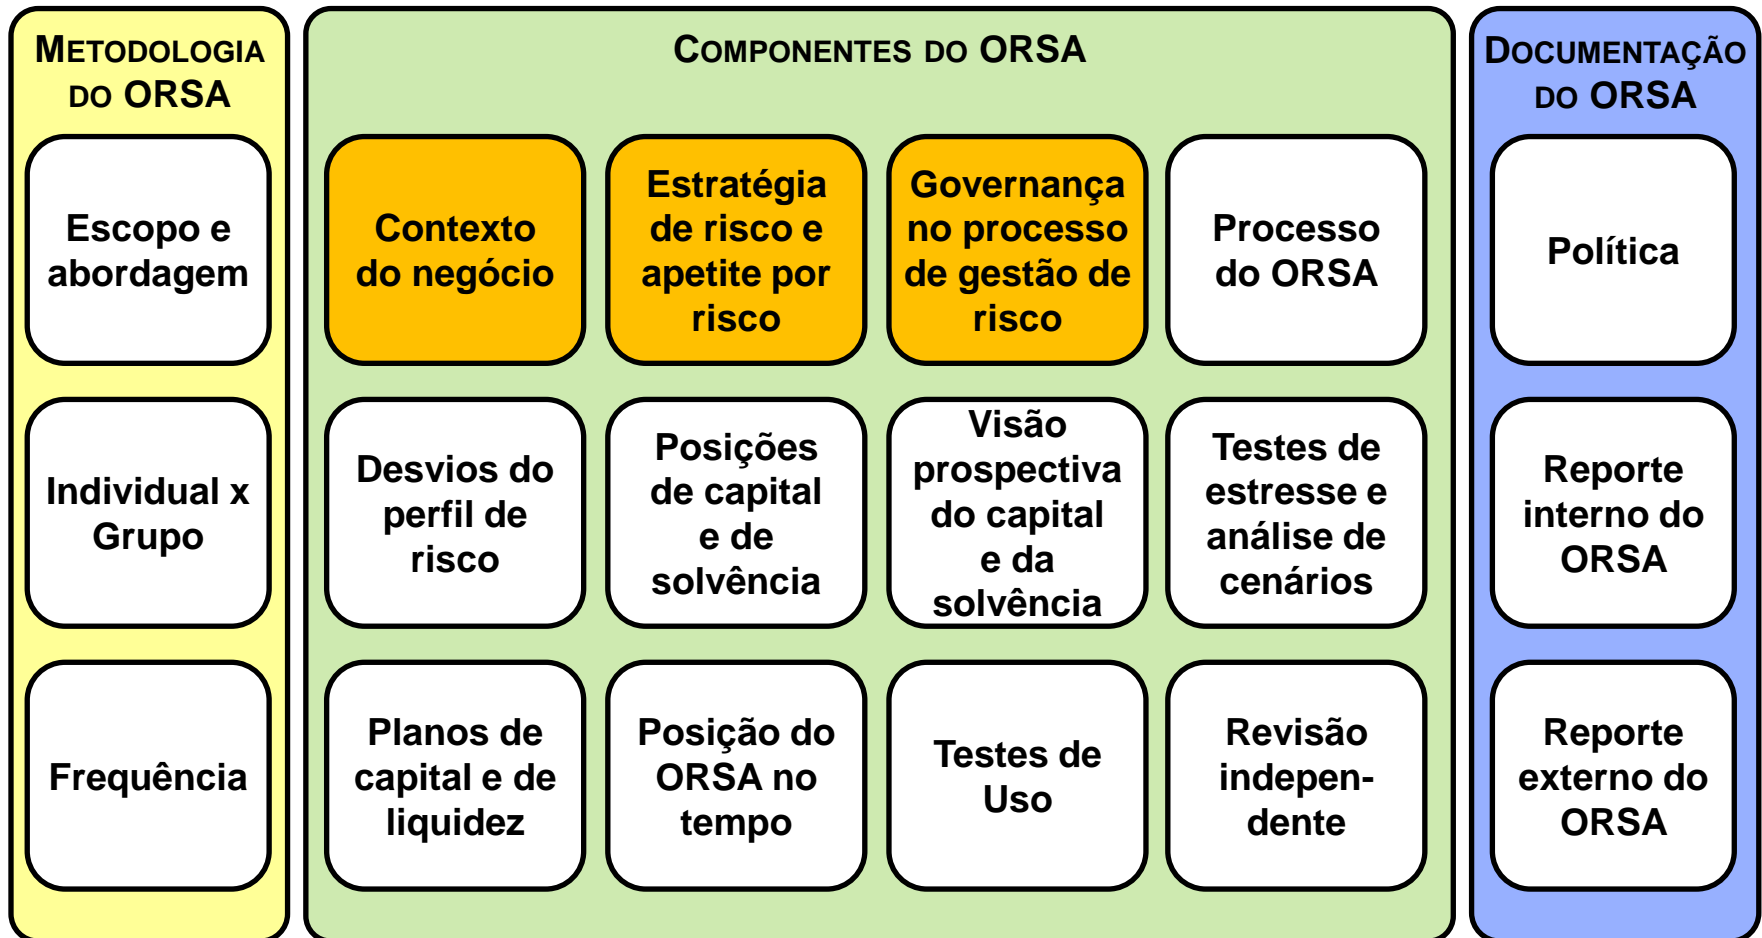 METODOLOGIA
DO ORSA
Escopo e
abordagem
Individual x
Grupo
Frequência
COMPONENTES DO ORSA
Contexto
do negócio
Estratégia
de risco e
apetite por
risco
Governança
no processo
de gestão de
risco
Processo
do ORSA
Desvios do
perfil de
risco
Posições
de capital
e de
solvência
Visão
prospectiva
do capital
e da
solvência
Testes de
estresse e
análise de
cenários
Planos de
capital e de
liquidez
Posição do
ORSA no
tempo
Testes de
Uso
Revisão
indepen-
dente
DOCUMENTAÇÃO
DO ORSA
Política
Reporte
interno do
ORSA
Reporte
externo do
ORSA